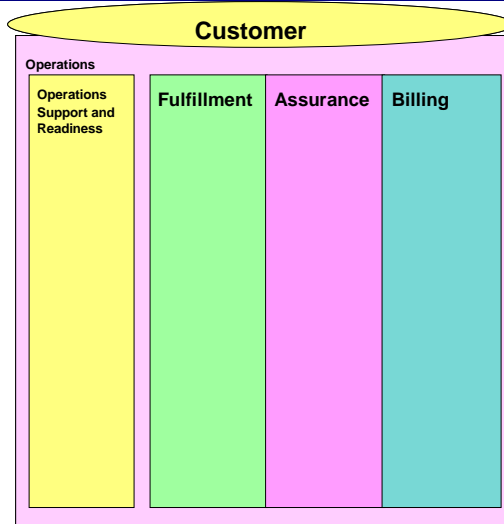 Customer
Operations
Operations
Support and
Readiness
Fulfillment
Assurance
Billing